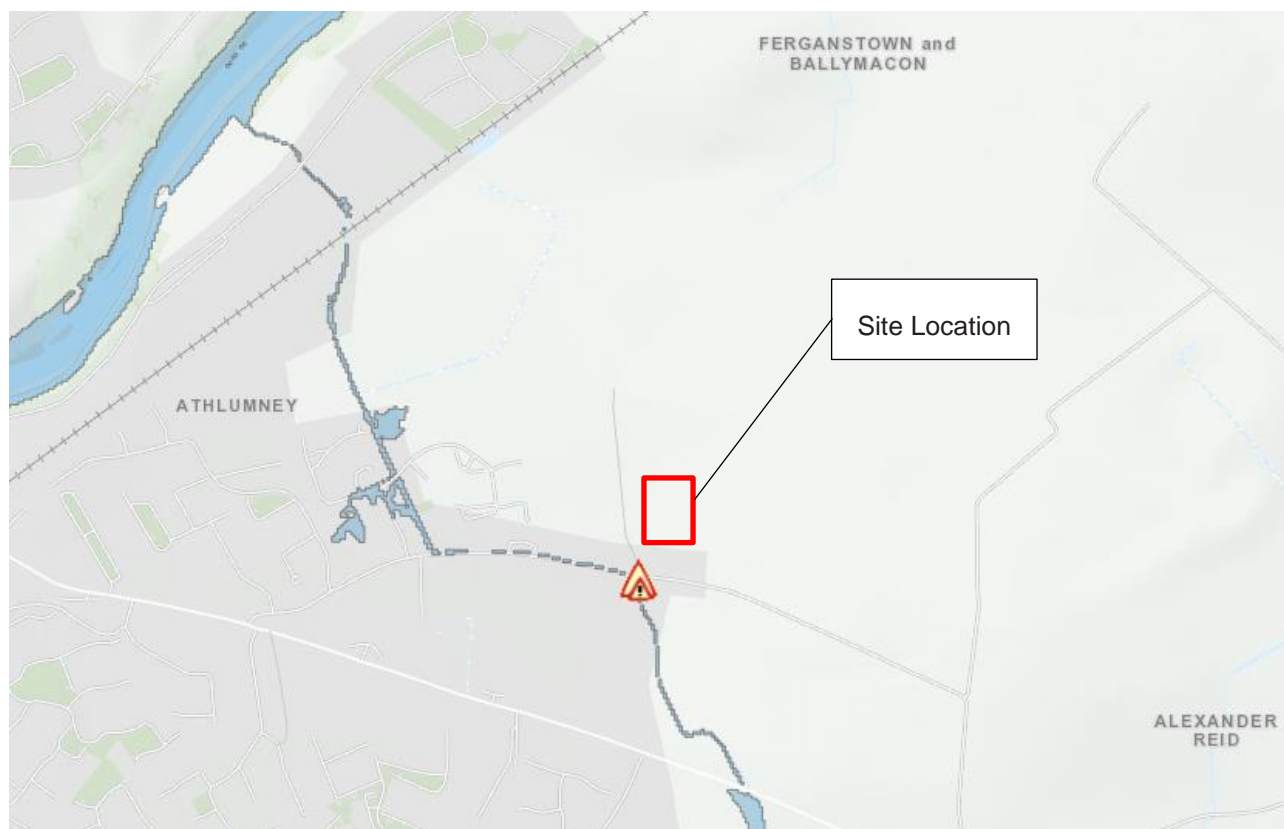 FERGANSTOWN and
BALLYMACON
Site Location
ATHLUMNEY
ALEXANDER
REID